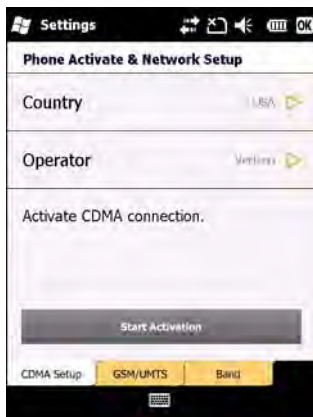 Settings
OK
Phone Activate & Network Setup
Country USA
Operator Verizon
Activate CDMA connection.
Start Activation
CDMA Setup GSM/UMTS Band